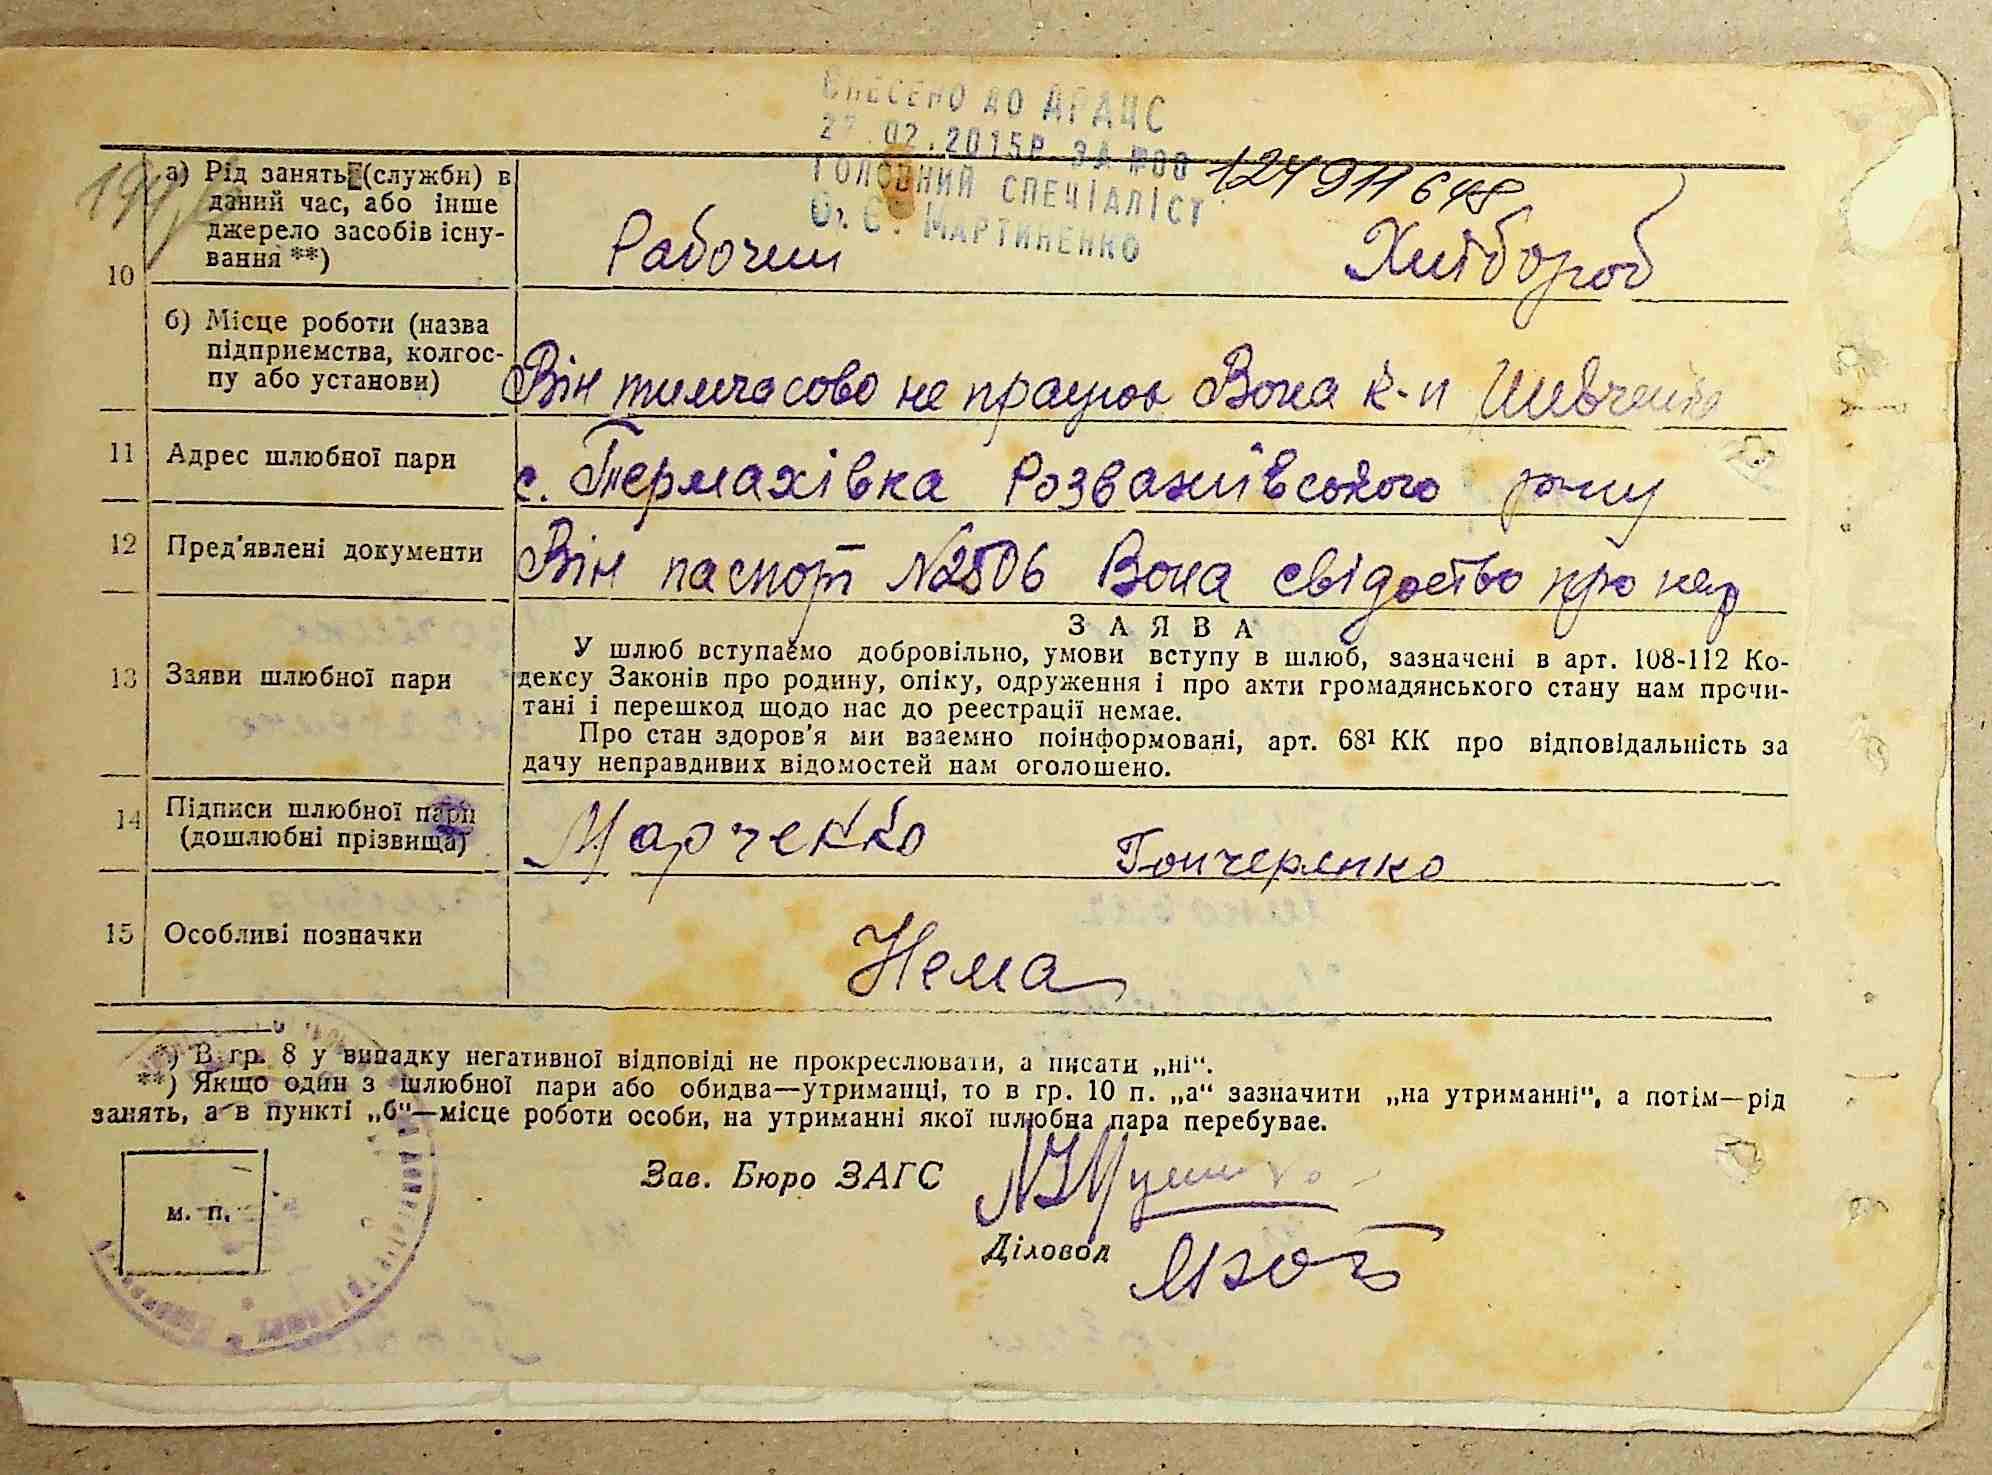 ВНЕСЕНО ДО ДРАЦС
27.02.2015Р ЗА №00 124911648
ГОЛОВНИЙ СПЕЦІАЛІСТ
МАРТИНЕНКО
10
а) Рід занять (служби) в
даний час, або інше
джерело засобів існу-
вання **)
Рабочий Хлібороб
б) Місце роботи (назва
підприємства, колгос-
пу або установи)
Він тимчасово не працює Вона к-п Шевченка
11 Адрес шлюбної пари
с. Термахівка Розважівського р-ну
12 Пред'явлені документи
Він паспорт №2506 Вона свідоство про нар
13 Заяви шлюбної пари
ЗАЯВА
У шлюб вступаємо добровільно, умови вступу в шлюб, зазначені в арт. 108-112 Ко-
дексу Законів про родину, опіку, одруження і про акти громадянського стану нам прочи-
тані і перешкод щодо нас до реєстрації немає.
Про стан здоров'я ми взаємно поінформовані, арт. 68¹ КК про відповідальність за
дачу неправдивих відомостей нам оголошено.
14 Підписи шлюбної пари
(дошлюбні прізвища)
Марченко Гончеренко
15 Особливі позначки
Нема
*) В гр. 8 у випадку негативної відповіді не прокреслювати, а писати „ні“.
**) Якщо один з шлюбної пари або обидва—утриманці, то в гр. 10 п. „а“ зазначити „на утриманні“, а потім—рід
занять, а в пункті „б“—місце роботи особи, на утриманні якої шлюбна пара перебуває.
Зав. Бюро ЗАГС
м. п.
Діловод